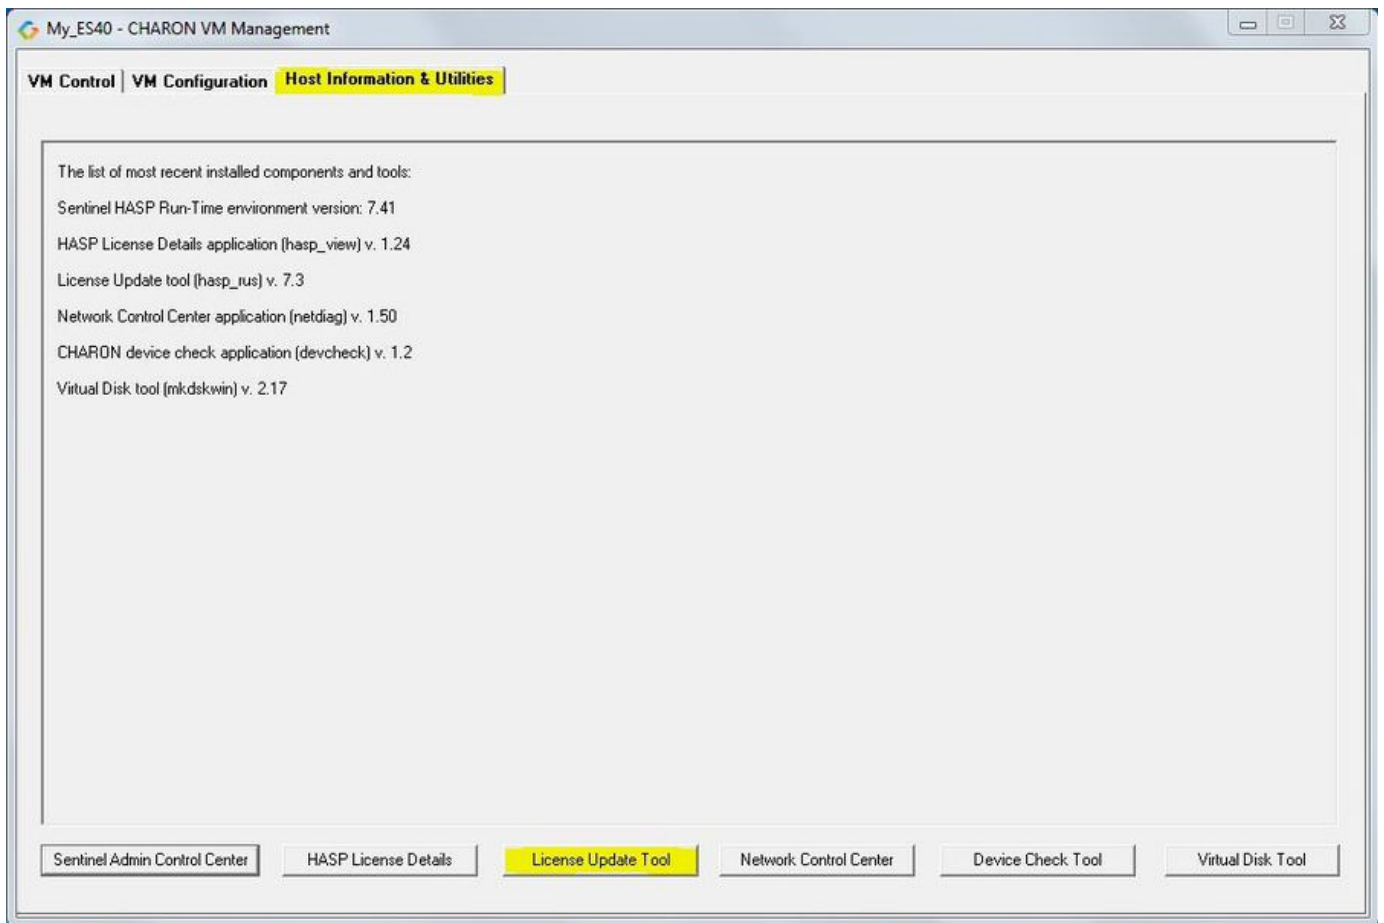 My_ES40 - CHARON VM Management
VM Control VM Configuration Host Information & Utilities
The list of most recent installed components and tools:
Sentinel HASP Run-Time environment version: 7.41
HASP License Details application (hasp_view) v. 1.24
License Update tool (hasp_rus) v. 7.3
Network Control Center application (netdiag) v. 1.50
CHARON device check application (devcheck) v. 1.2
Virtual Disk tool (mkdskwin) v. 2.17
Sentinel Admin Control Center HASP License Details License Update Tool Network Control Center Device Check Tool Virtual Disk Tool